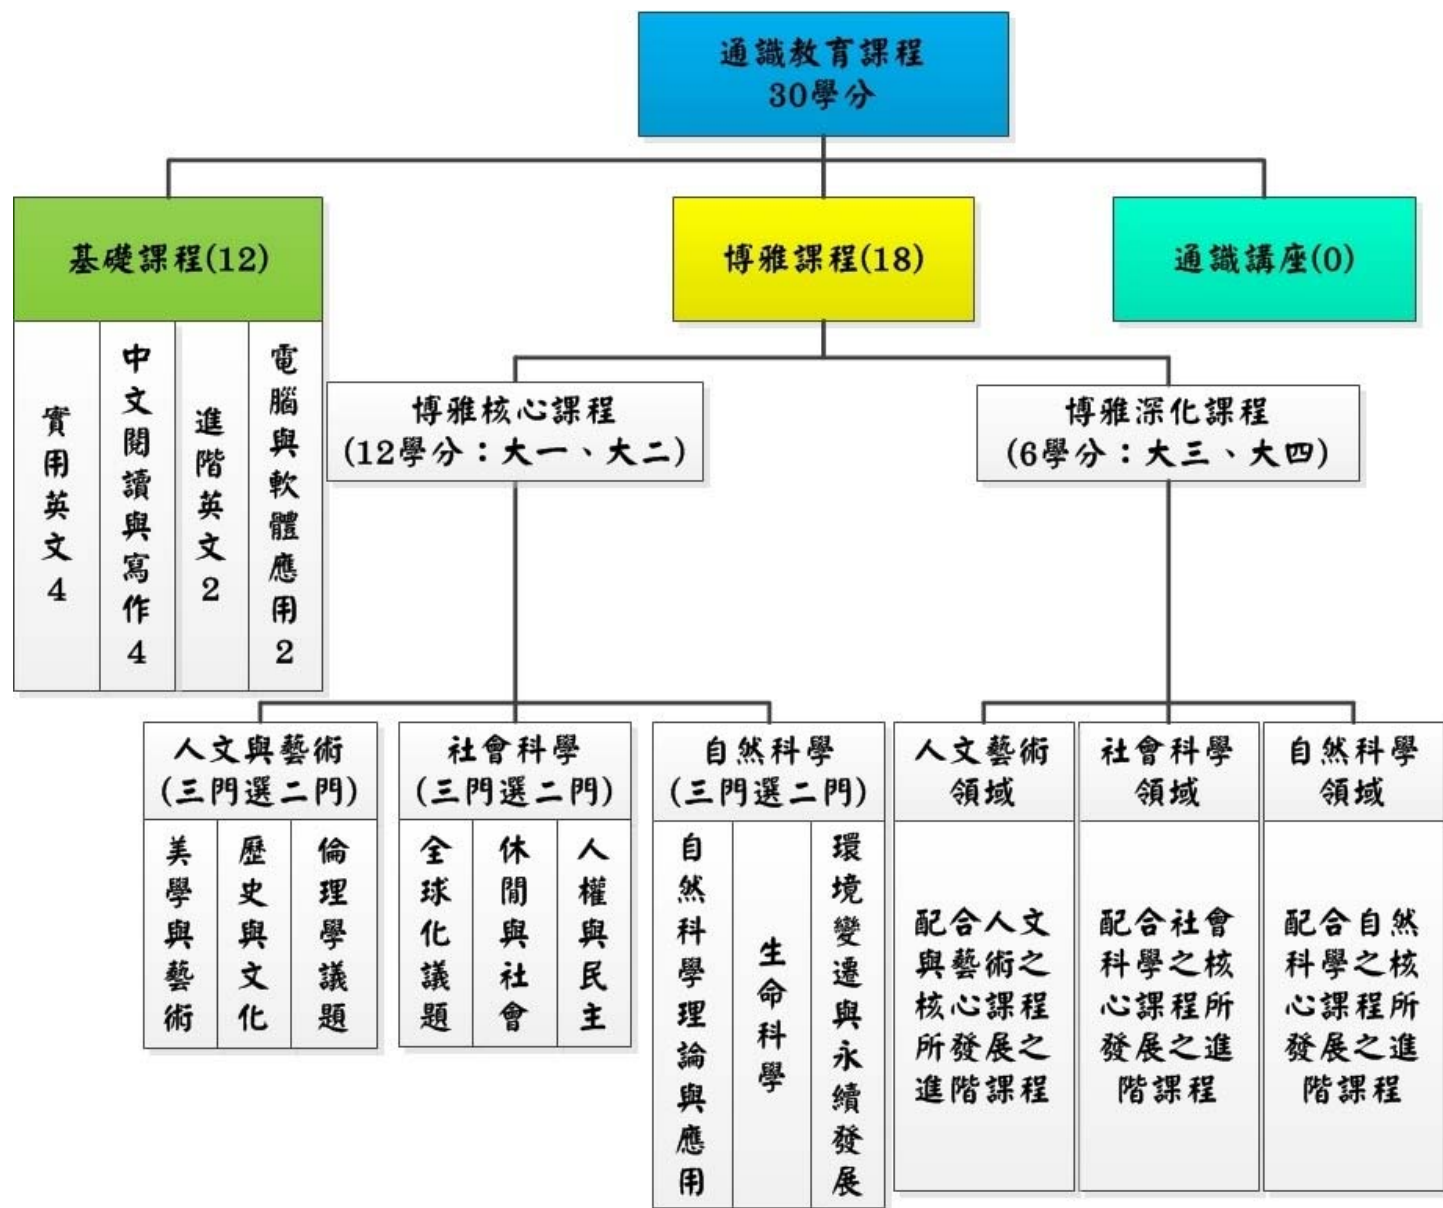 通識教育課程
30學分
基礎課程(12)
博雅課程(18)
通識講座(0)
實用英文4
中文閱讀與寫作4
進階英文2
電腦與軟體應用2
博雅核心課程
(12學分：大一、大二)
博雅深化課程
(6學分：大三、大四)
人文與藝術
(三門選二門)
美學與藝術
歷史與文化
倫理學議題
社會科學
(三門選二門)
全球化議題
休閒與社會
人權與民主
自然科學
(三門選二門)
自然科學理論與應用
生命科學
環境變遷與永續發展
人文藝術
領域
配合人文
與藝術之
核心課程
所發展之
進階課程
社會科學
領域
配合社會
科學之核
心課程所
發展之進
階課程
自然科學
領域
配合自然
科學之核
心課程所
發展之進
階課程